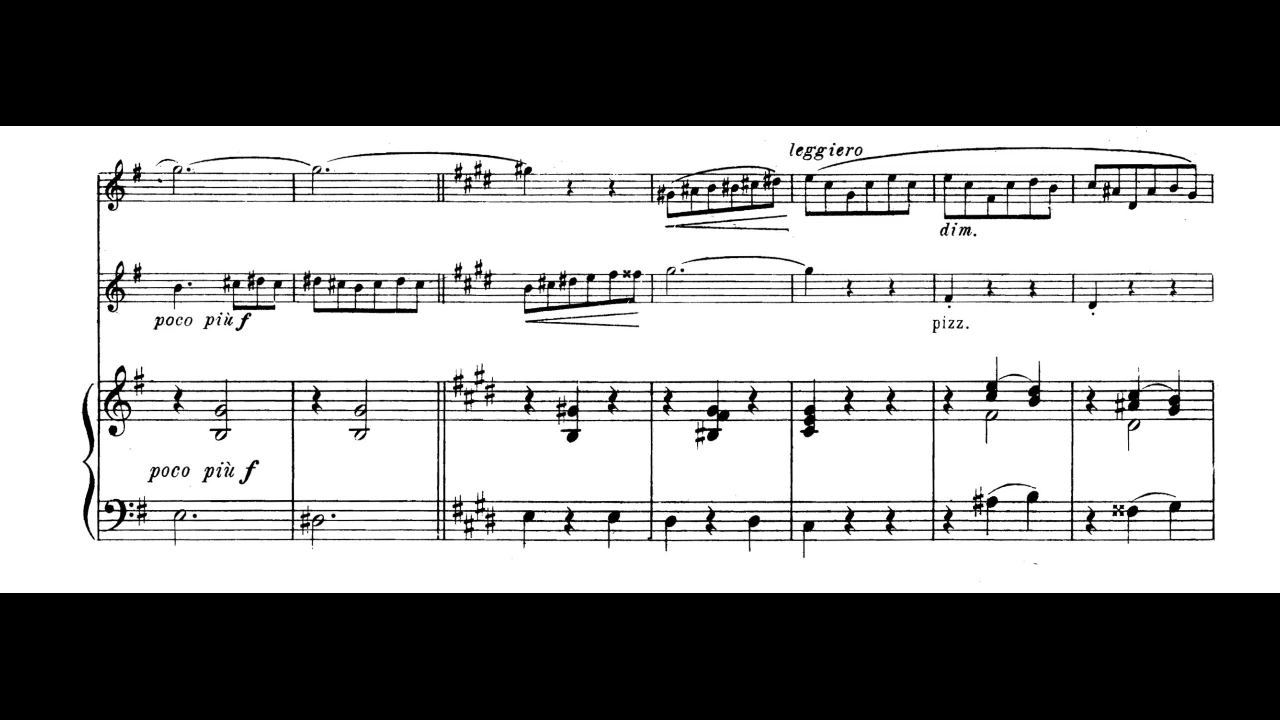 leggiero
dim.
poco più f
pizz.
poco più f